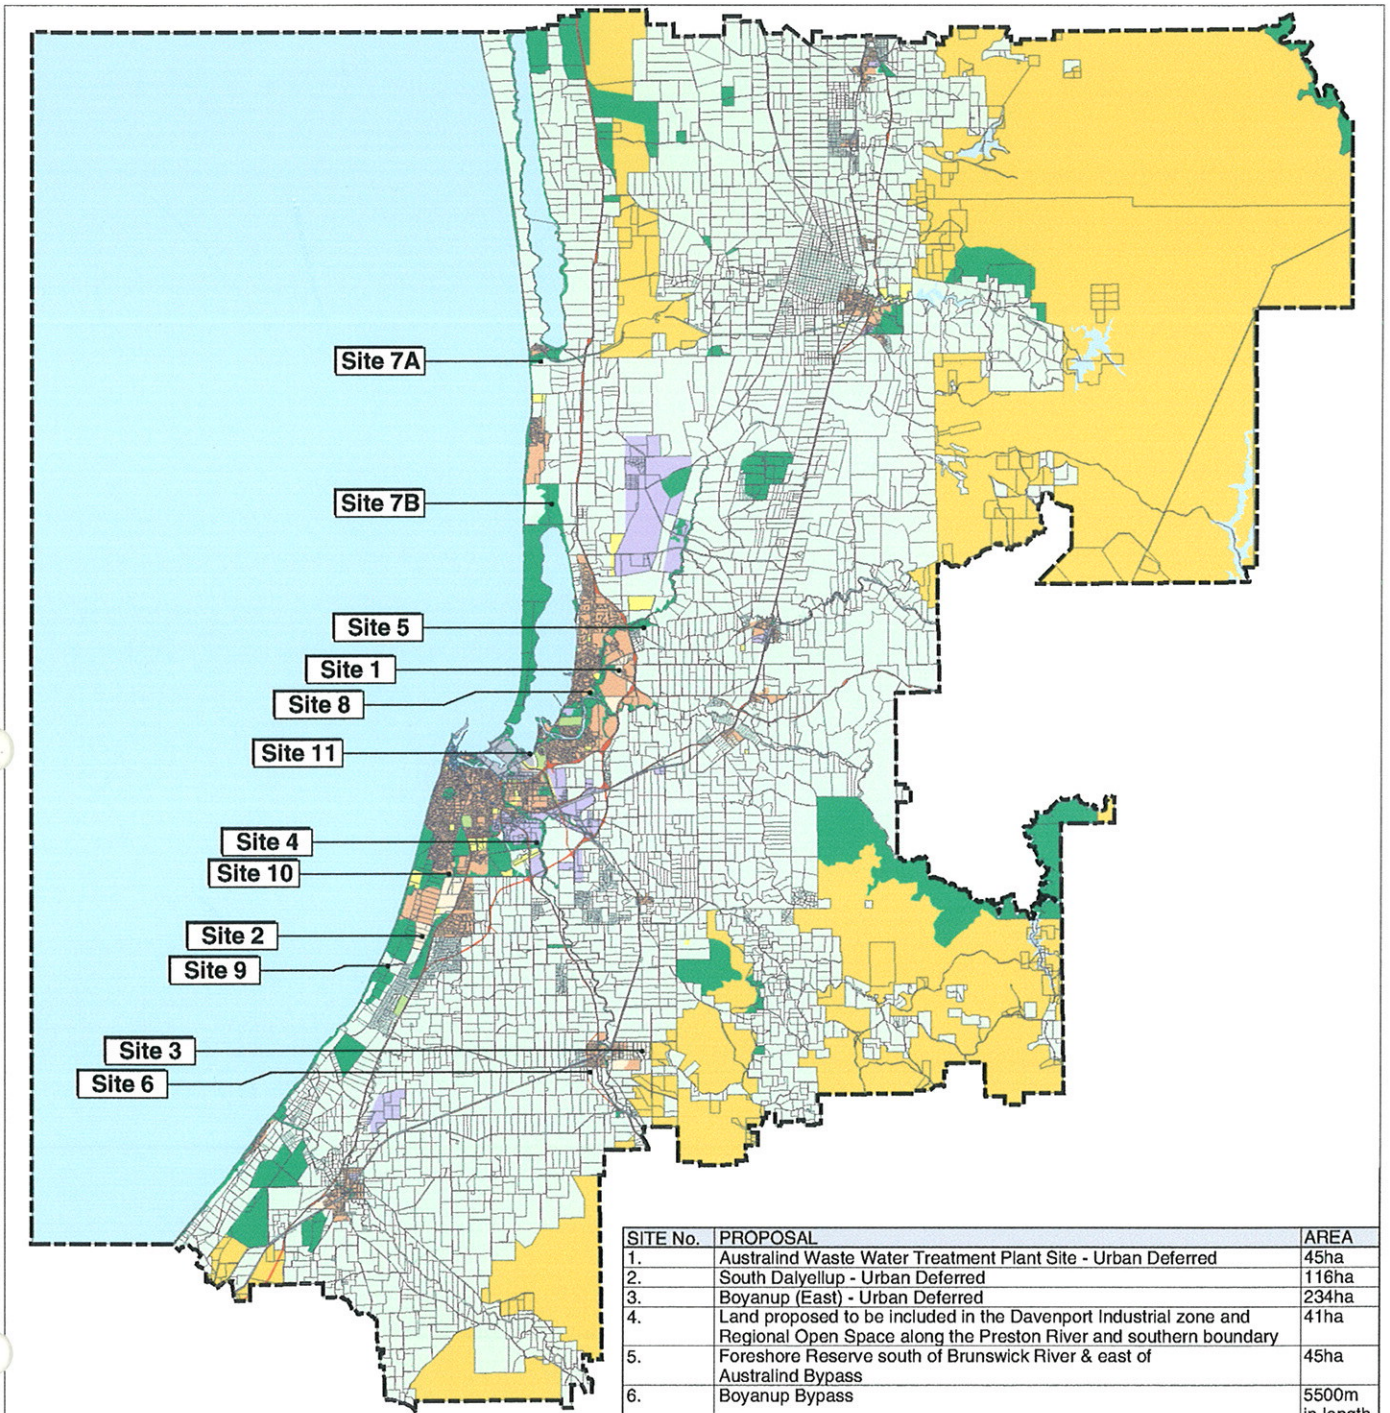 Site 7A
Site 7B
Site 5
Site 1
Site 8
Site 11
Site 4
Site 10
Site 2
Site 9
Site 3
Site 6
SITE No. PROPOSAL AREA
1. Australind Waste Water Treatment Plant Site - Urban Deferred 45ha
2. South Dalyellup - Urban Deferred 116ha
3. Boyanup (East) - Urban Deferred 234ha
4. Land proposed to be included in the Davenport Industrial zone and 41ha
Regional Open Space along the Preston River and southern boundary
5. Foreshore Reserve south of Brunswick River & east of 45ha
Australind Bypass
6. Boyanup Bypass 5500m
in length